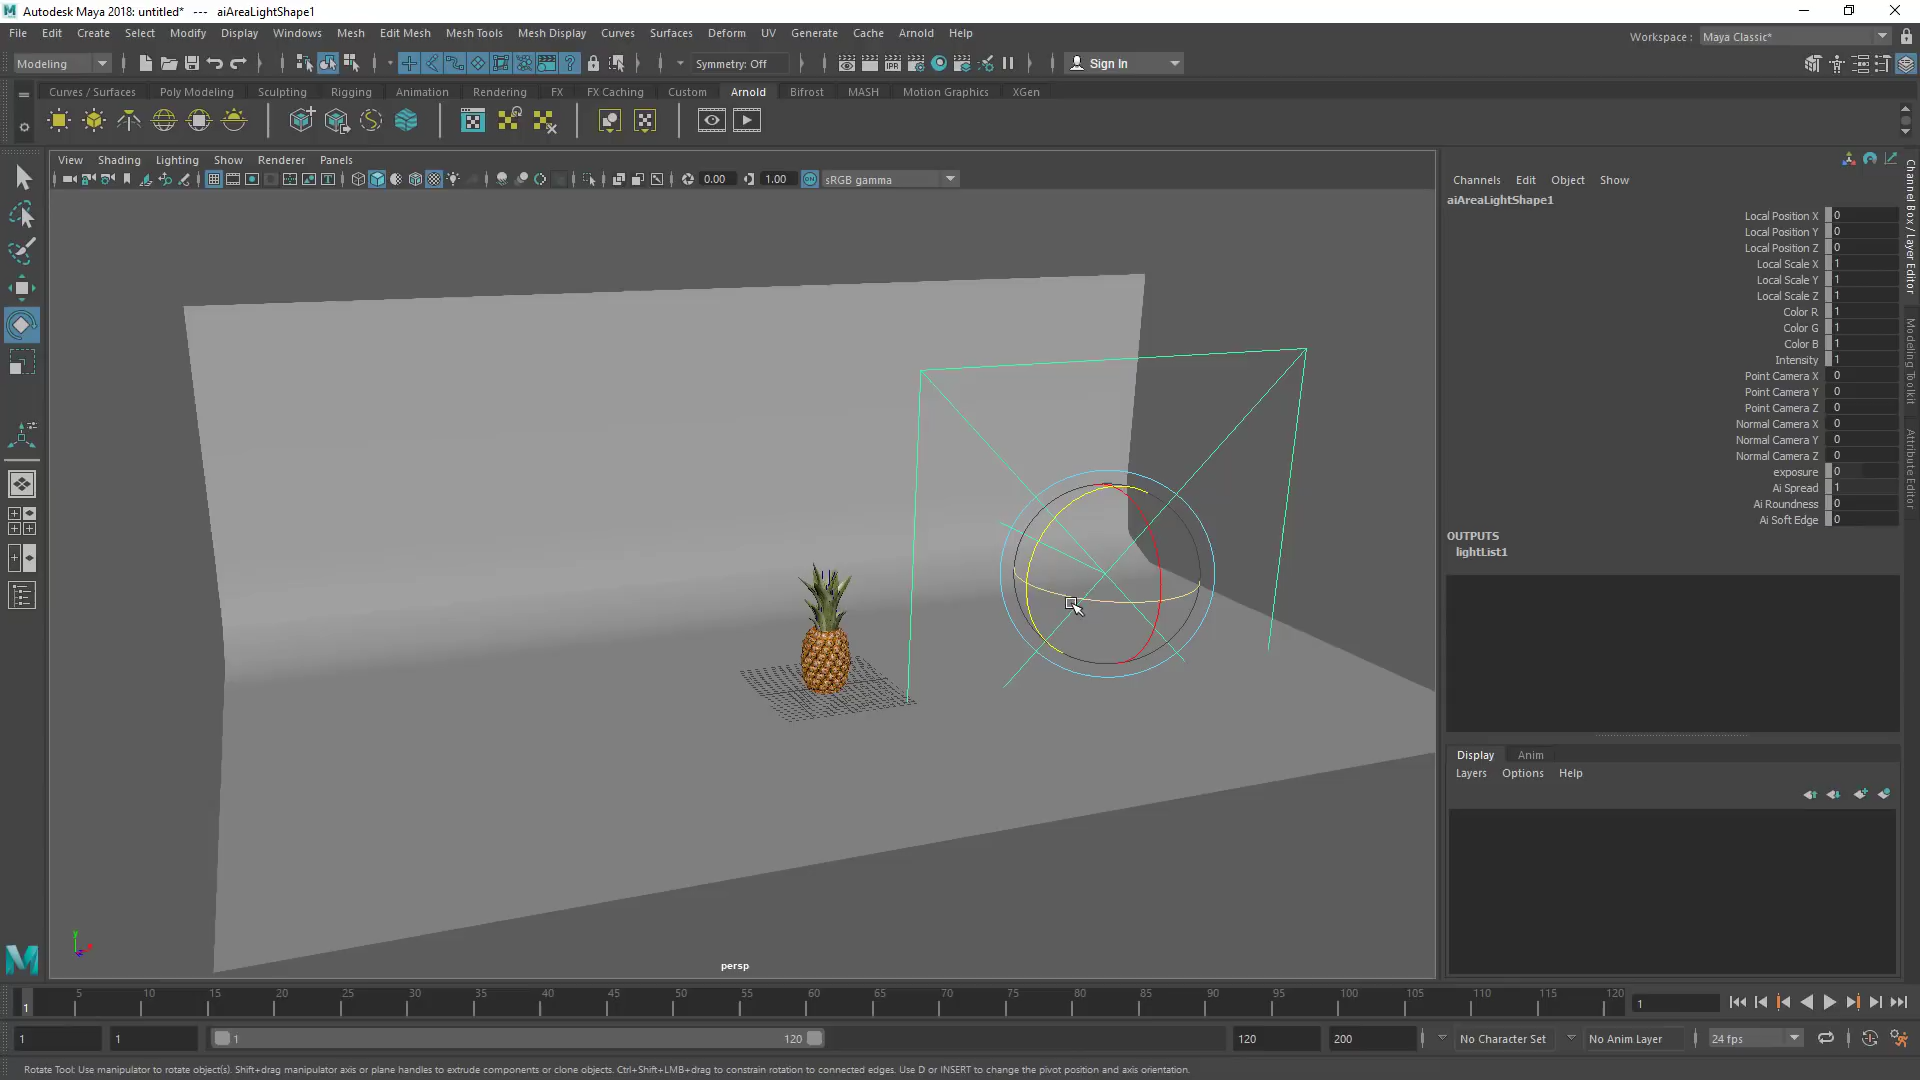 Autodesk Maya 2018: untitled* --- aiAreaLightShape1
File Edit Create Select Modify Display Windows Mesh Edit Mesh Mesh Tools Mesh Display Curves Surfaces Deform UV Generate Cache Arnold Help
Workspace : Maya Classic*
Modeling Symmetry: Off Sign In
Curves / Surfaces Poly Modeling Sculpting Rigging Animation Rendering FX FX Caching Custom Arnold Bifrost MASH Motion Graphics XGen
View Shading Lighting Show Renderer Panels
0.00 1.00 sRGB gamma
Channels Edit Object Show
aiAreaLightShape1
Local Position X 0
Local Position Y 0
Local Position Z 0
Local Scale X 1
Local Scale Y 1
Local Scale Z 1
Color R 1
Color G 1
Color B 1
Intensity 1
Point Camera X 0
Point Camera Y 0
Point Camera Z 0
Normal Camera X 0
Normal Camera Y 0
Normal Camera Z 0
exposure 0
Ai Spread 1
Ai Roundness 0
Ai Soft Edge 0
OUTPUTS
lightList1
Channel Box / Layer Editor
Modeling Toolkit
Attribute Editor
Display Anim
Layers Options Help
y
persp
M
1 5 10 15 20 25 30 35 40 45 50 55 60 65 70 75 80 85 90 95 100 105 110 115 120 1
1 1 1 120 120 200 No Character Set No Anim Layer 24 fps
Rotate Tool: Use manipulator to rotate object(s). Shift+drag manipulator axis or plane handles to extrude components or clone objects. Ctrl+Shift+LMB+drag to constrain rotation to connected edges. Use D or INSERT to change the pivot position and axis orientation.